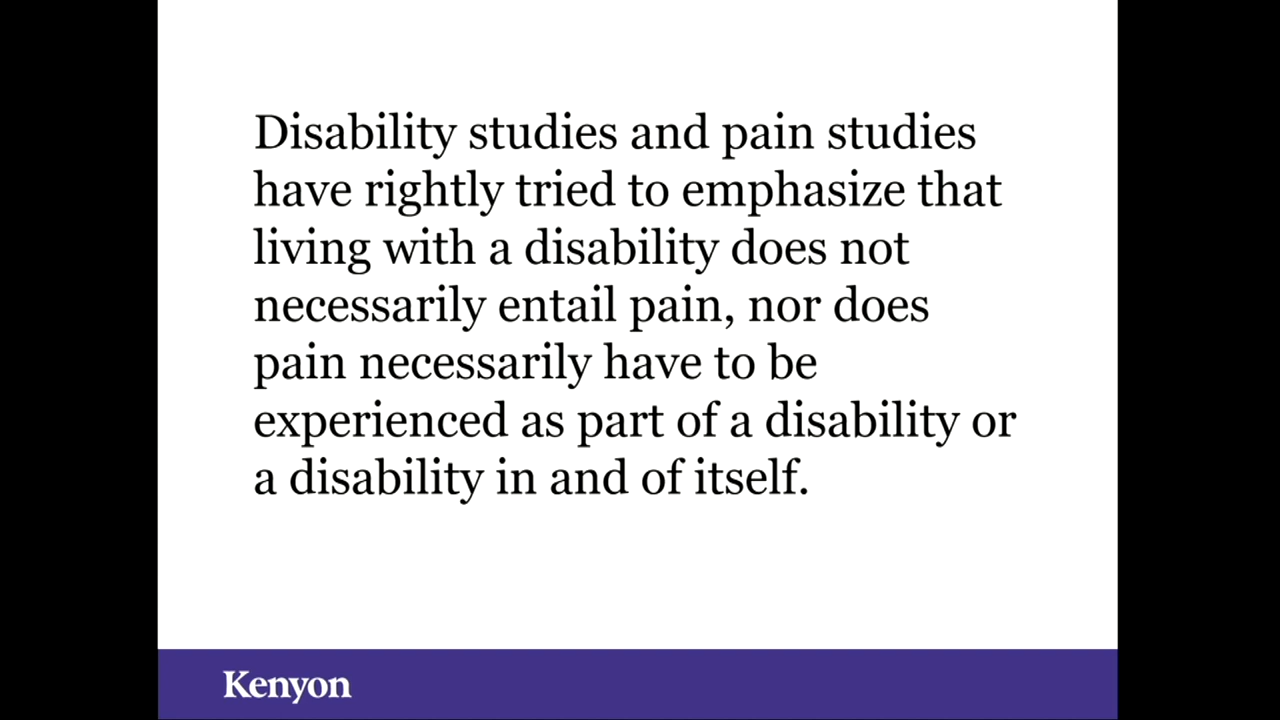 Disability studies and pain studies
have rightly tried to emphasize that
living with a disability does not
necessarily entail pain, nor does
pain necessarily have to be
experienced as part of a disability or
a disability in and of itself.
Kenyon